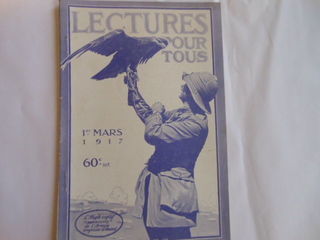 LECTURES
POUR
TOUS
1er MARS
1917
60c. net